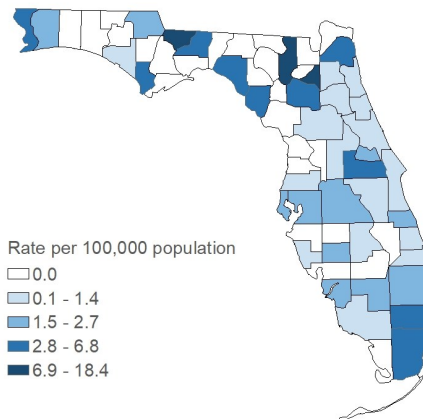 Rate per 100,000 population
0.0
0.1 - 1.4
1.5 - 2.7
2.8 - 6.8
6.9 - 18.4